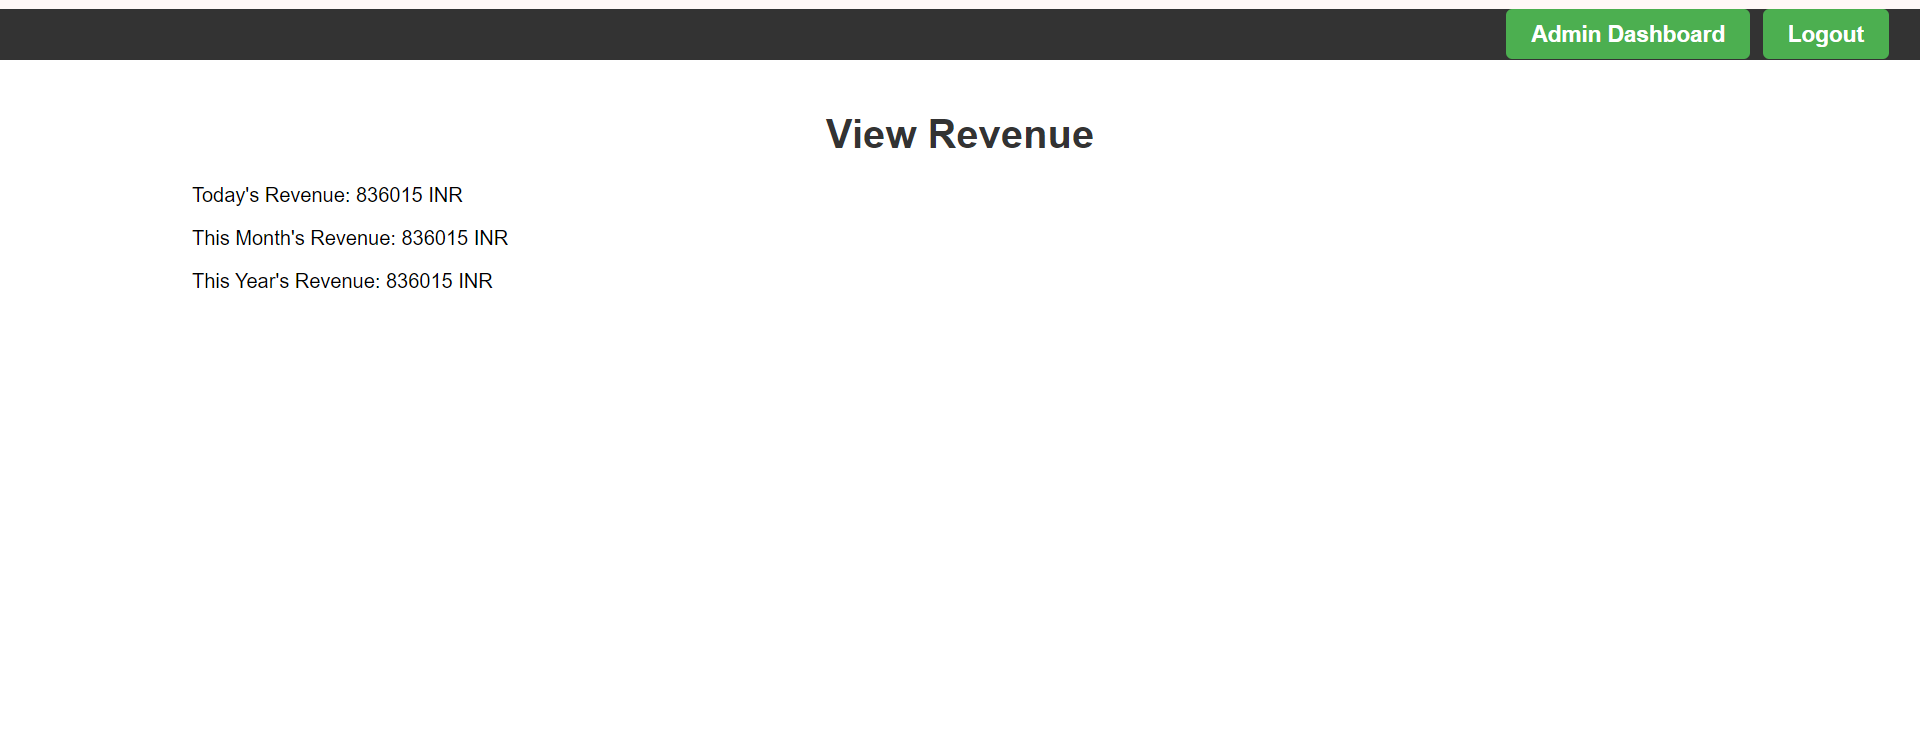 Admin Dashboard Logout
View Revenue
Today's Revenue: 836015 INR
This Month's Revenue: 836015 INR
This Year's Revenue: 836015 INR